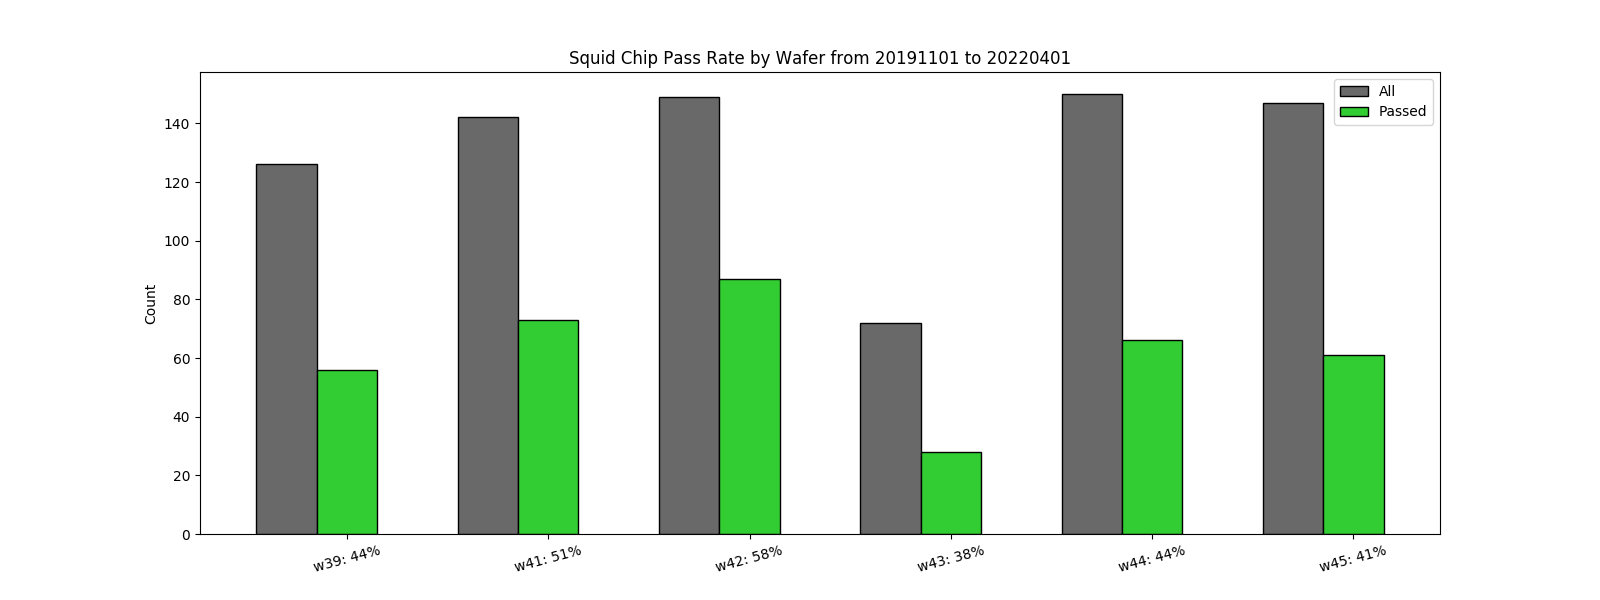 Squid Chip Pass Rate by Wafer from 20191101 to 20220401
All
Passed
Count
140
120
100
80
60
40
20
0
w39: 44%
w41: 51%
w42: 58%
w43: 38%
w44: 44%
w45: 41%